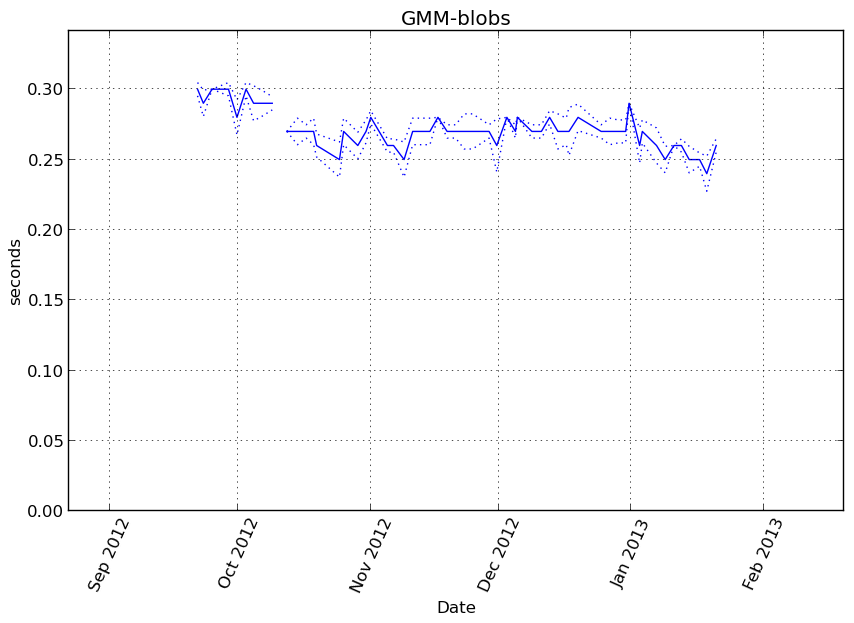 GMM-blobs
0.30
0.25
0.20
0.15
0.10
0.05
0.00
seconds
Sep 2012
Oct 2012
Nov 2012
Dec 2012
Jan 2013
Feb 2013
Date